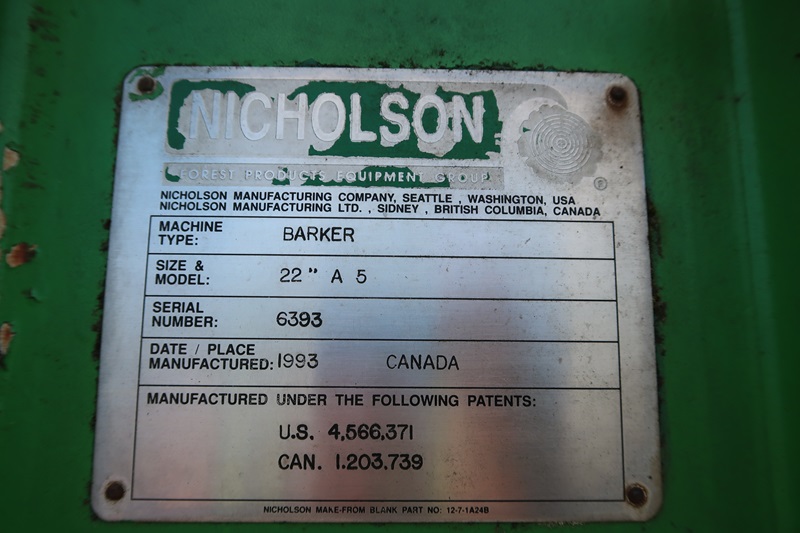 NICHOLSON
FOREST PRODUCTS EQUIPMENT GROUP
®
NICHOLSON MANUFACTURING COMPANY, SEATTLE , WASHINGTON, USA
NICHOLSON MANUFACTURING LTD. , SIDNEY , BRITISH COLUMBIA, CANADA
MACHINE TYPE: BARKER
SIZE & MODEL: 22" A 5
SERIAL NUMBER: 6393
DATE / PLACE MANUFACTURED: 1993 CANADA
MANUFACTURED UNDER THE FOLLOWING PATENTS:
U.S. 4,566,371
CAN. 1.203.739
NICHOLSON MAKE-FROM BLANK PART NO: 12-7-1A24B